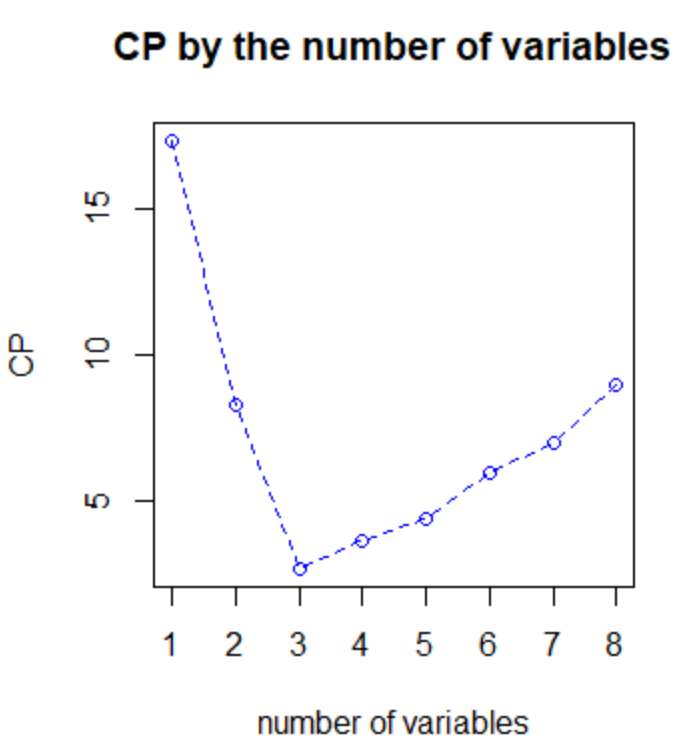 CP by the number of variables
15
10
5
CP
1 2 3 4 5 6 7 8
number of variables